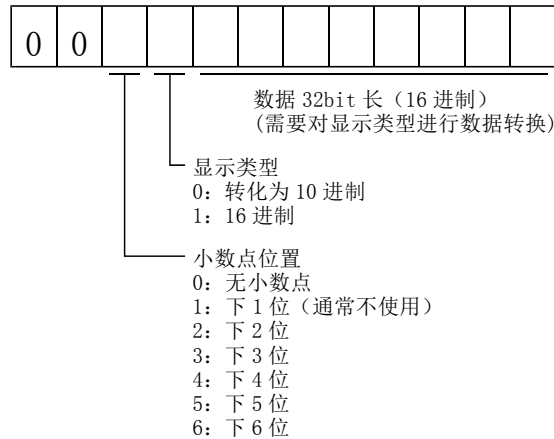 0 0
数据 32bit 长（16 进制）
(需要对显示类型进行数据转换)
显示类型
0: 转化为 10 进制
1: 16 进制
小数点位置
0: 无小数点
1: 下 1 位（通常不使用）
2: 下 2 位
3: 下 3 位
4: 下 4 位
5: 下 5 位
6: 下 6 位